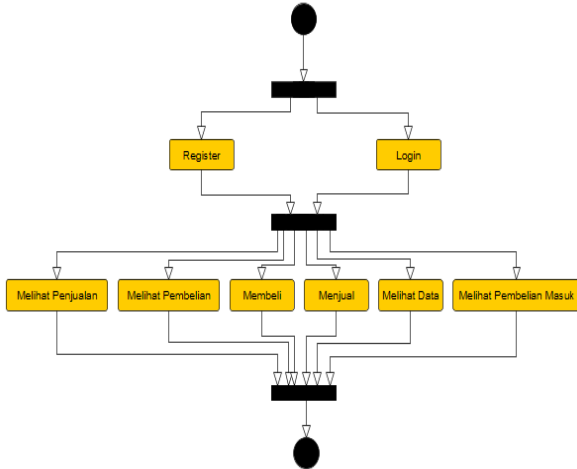 Register
Login
Melihat Penjualan
Melihat Pembelian
Membeli
Menjual
Melihat Data
Melihat Pembelian Masuk